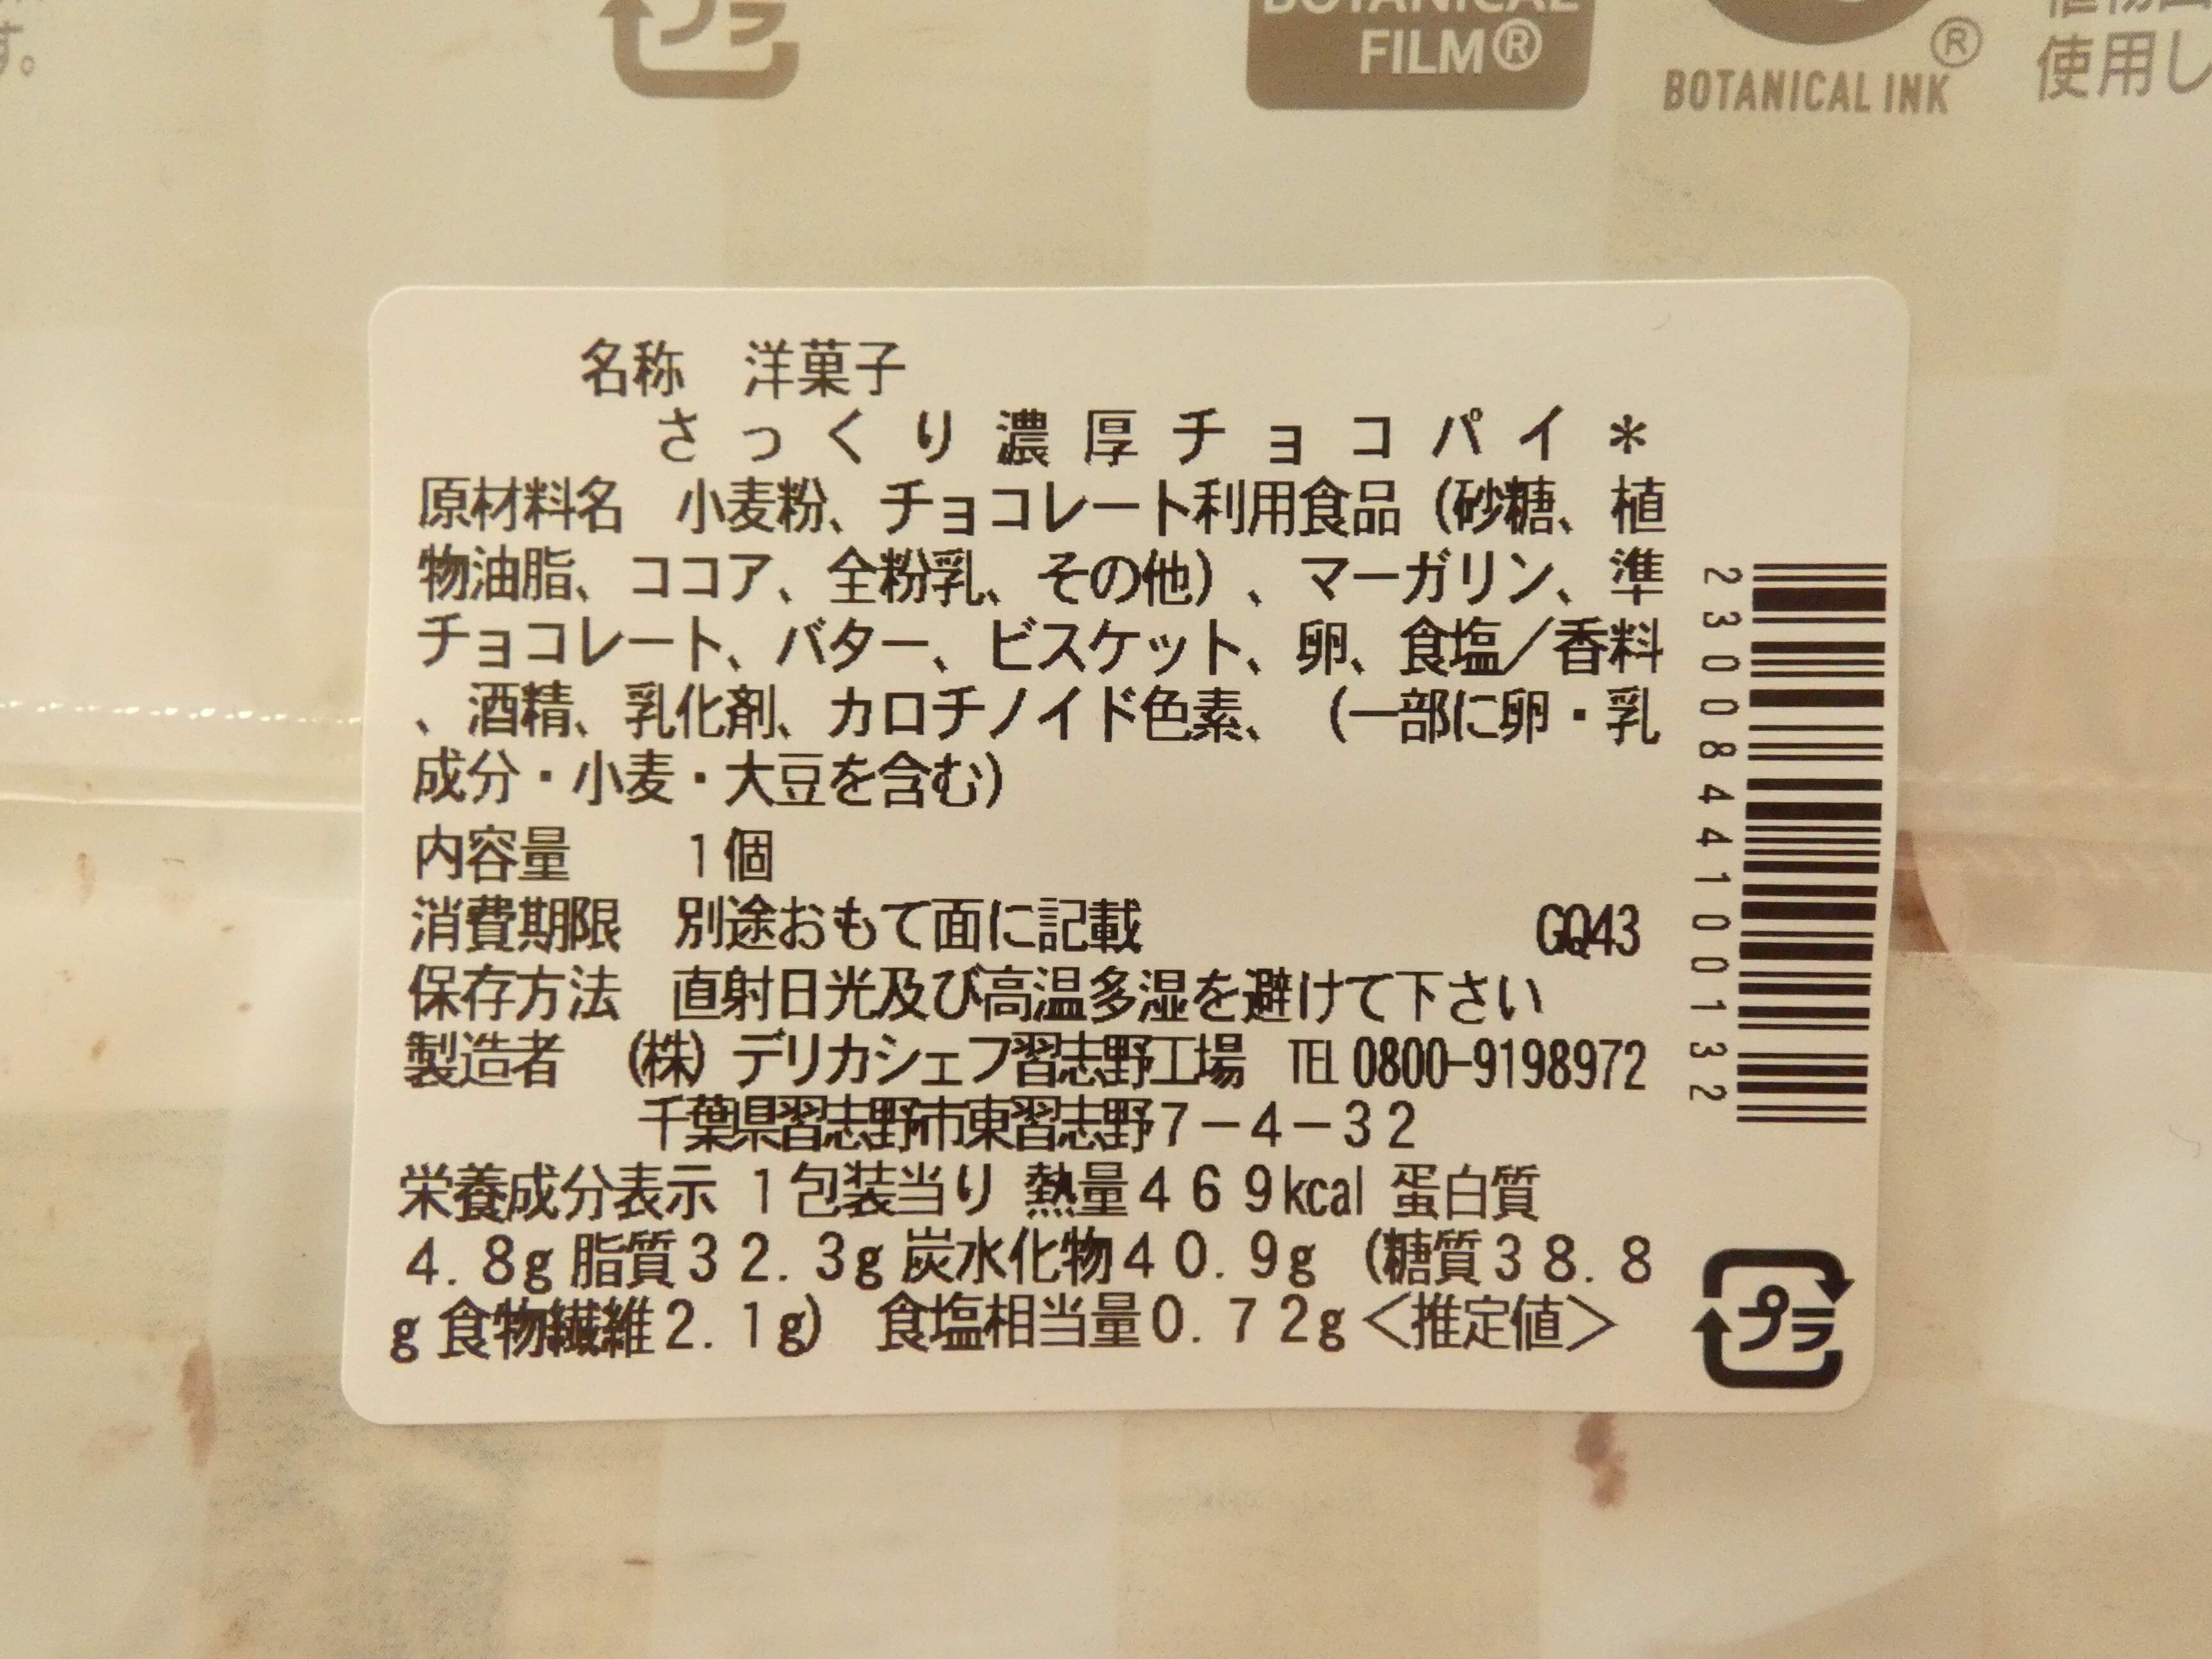 す。
プラ
BOTANICAL
FILM®
®
BOTANICAL INK
使用し
名称　洋菓子
さっくり濃厚チョコパイ＊
原材料名　小麦粉、チョコレート利用食品（砂糖、植
物油脂、ココア、全粉乳、その他）、マーガリン、準
チョコレート、バター、ビスケット、卵、食塩／香料
、酒精、乳化剤、カロチノイド色素、（一部に卵・乳
成分・小麦・大豆を含む）
内容量　　１個
消費期限　別途おもて面に記載　GQ43
保存方法　直射日光及び高温多湿を避けて下さい
製造者　（株）デリカシェフ習志野工場　TEL 0800-9198972
千葉県習志野市東習志野７－４－３２
栄養成分表示 １包装当り 熱量４６９kcal 蛋白質
４.８g 脂質３２.３g 炭水化物４０.９g（糖質３８.８
g 食物繊維２.１g）　食塩相当量０.７２g＜推定値＞
2300844100132
プラ